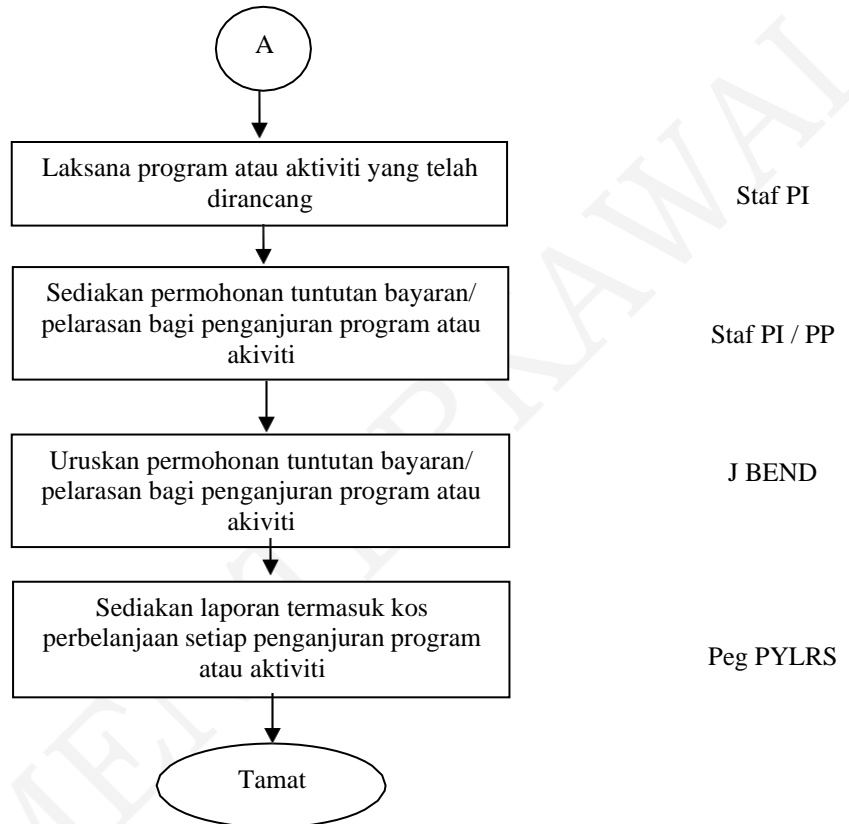 A
Laksana program atau aktiviti yang telah
dirancang
Staf PI
Sediakan permohonan tuntutan bayaran/
pelarasan bagi penganjuran program atau
akiviti
Staf PI / PP
Uruskan permohonan tuntutan bayaran/
pelarasan bagi penganjuran program atau
akiviti
J BEND
Sediakan laporan termasuk kos
perbelanjaan setiap penganjuran program
atau aktiviti
Peg PYLRS
Tamat